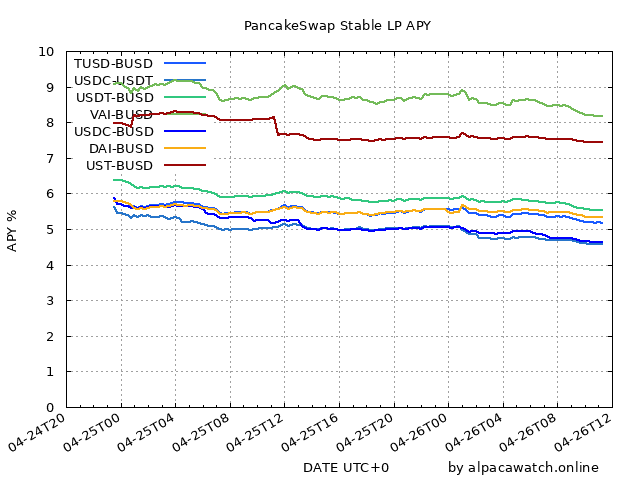 PancakeSwap Stable LP APY
APY %
10
9
8
7
6
5
4
3
2
1
0
TUSD-BUSD
USDC-USDT
USDT-BUSD
VAI-BUSD
USDC-BUSD
DAI-BUSD
UST-BUSD
04-24T20
04-25T00
04-25T04
04-25T08
04-25T12
04-25T16
04-25T20
04-26T00
04-26T04
04-26T08
04-26T12
DATE UTC+0
by alpacawatch.online